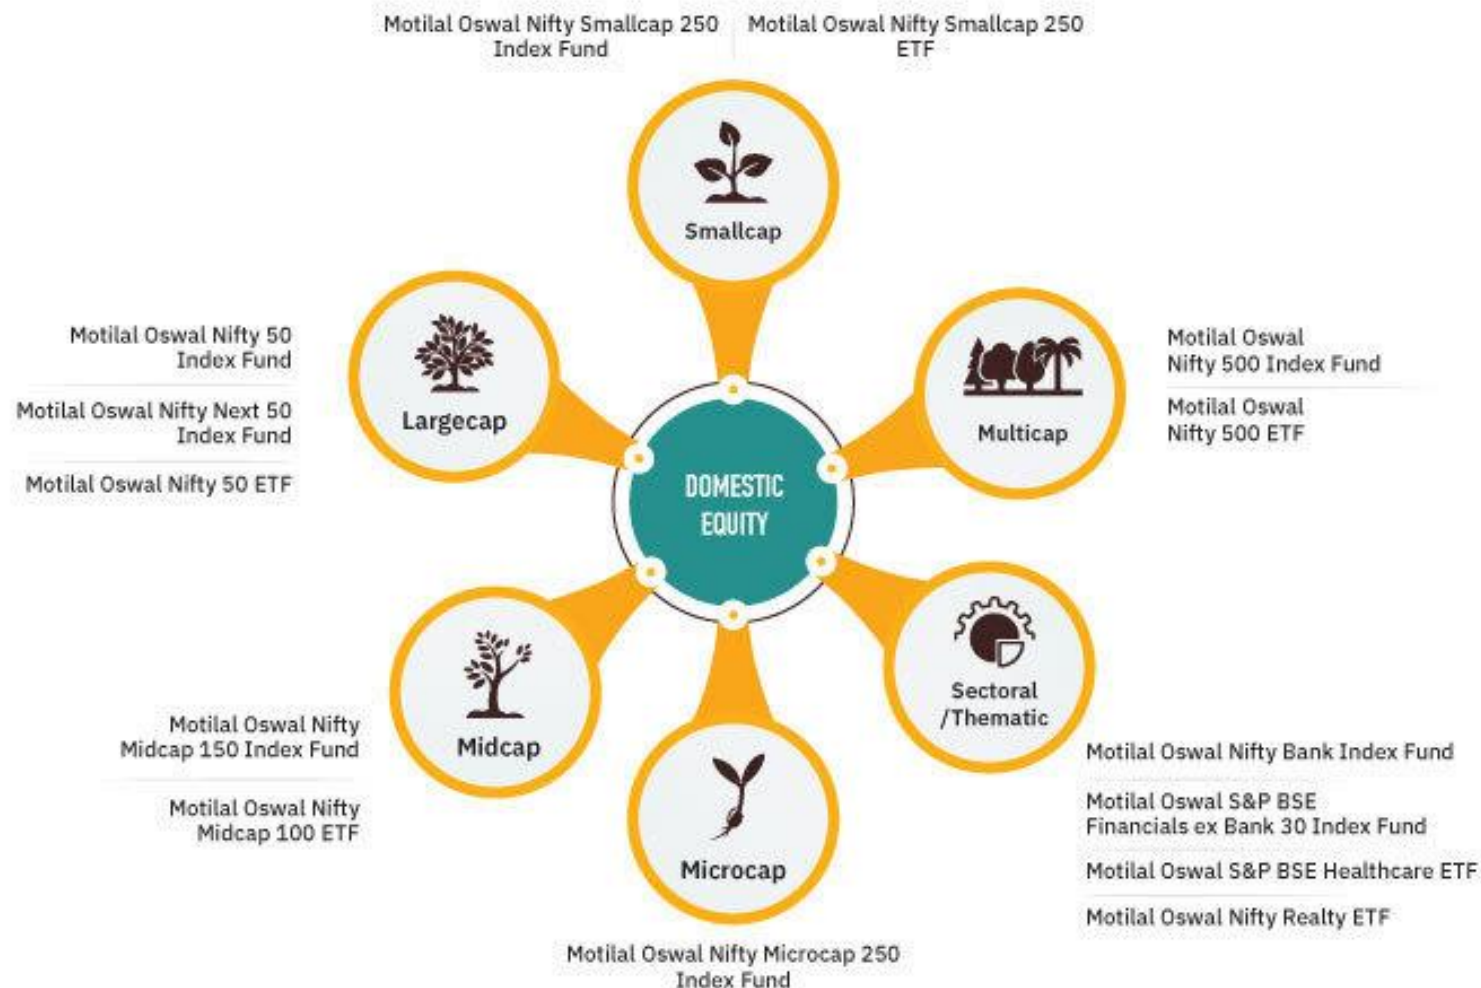 Motilal Oswal Nifty Smallcap 250
Index Fund
Motilal Oswal Nifty Smallcap 250
ETF
Smallcap
Motilal Oswal Nifty 50
Index Fund
Motilal Oswal Nifty Next 50
Index Fund
Motilal Oswal Nifty 50 ETF
Largecap
Multicap
Motilal Oswal
Nifty 500 Index Fund
Motilal Oswal
Nifty 500 ETF
DOMESTIC
EQUITY
Motilal Oswal Nifty
Midcap 150 Index Fund
Motilal Oswal Nifty
Midcap 100 ETF
Midcap
Sectoral
/Thematic
Motilal Oswal Nifty Bank Index Fund
Motilal Oswal S&P BSE
Financials ex Bank 30 Index Fund
Motilal Oswal S&P BSE Healthcare ETF
Motilal Oswal Nifty Realty ETF
Microcap
Motilal Oswal Nifty Microcap 250
Index Fund